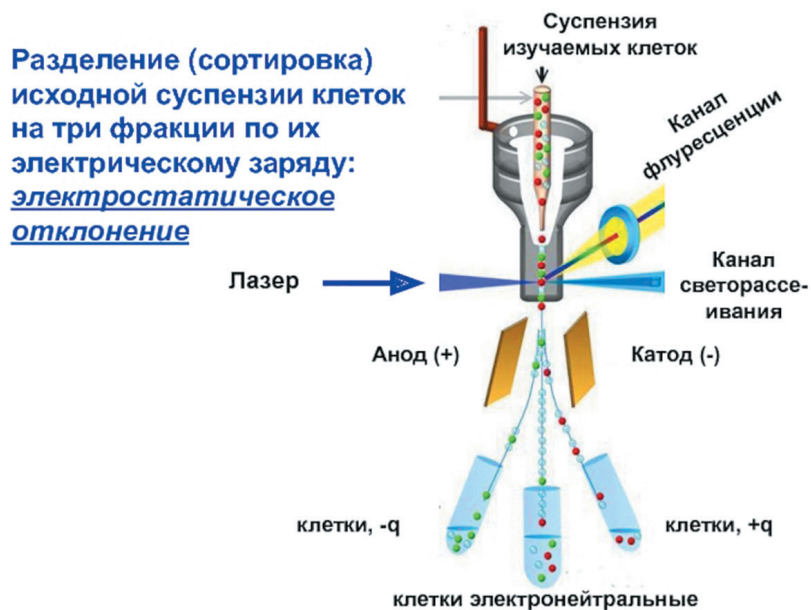 Разделение (сортировка)
исходной суспензии клеток
на три фракции по их
электрическому заряду:
электростатическое
отклонение
Суспензия
изучаемых клеток
Канал
флуресценции
Лазер
Канал
светорассе-
ивания
Анод (+)
Катод (-)
клетки, -q
клетки, +q
клетки электронейтральные